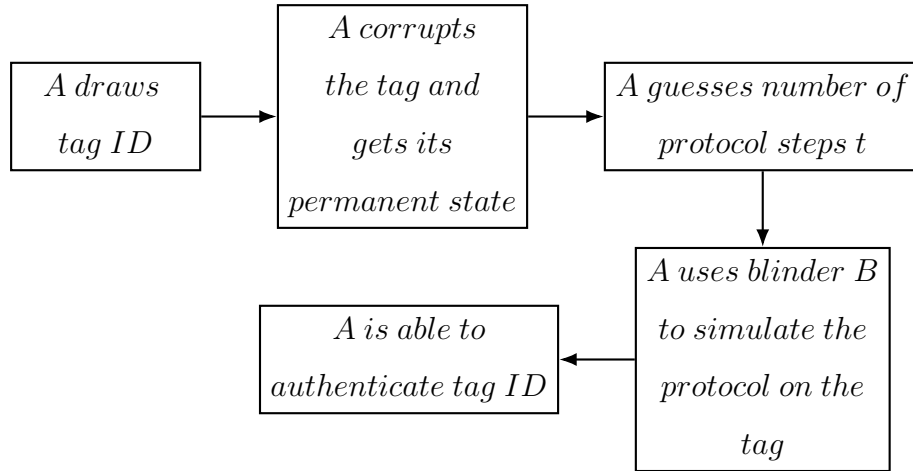 A draws
tag ID
A corrupts
the tag and
gets its
permanent state
A guesses number of
protocol steps t
A uses blinder B
to simulate the
protocol on the
tag
A is able to
authenticate tag ID